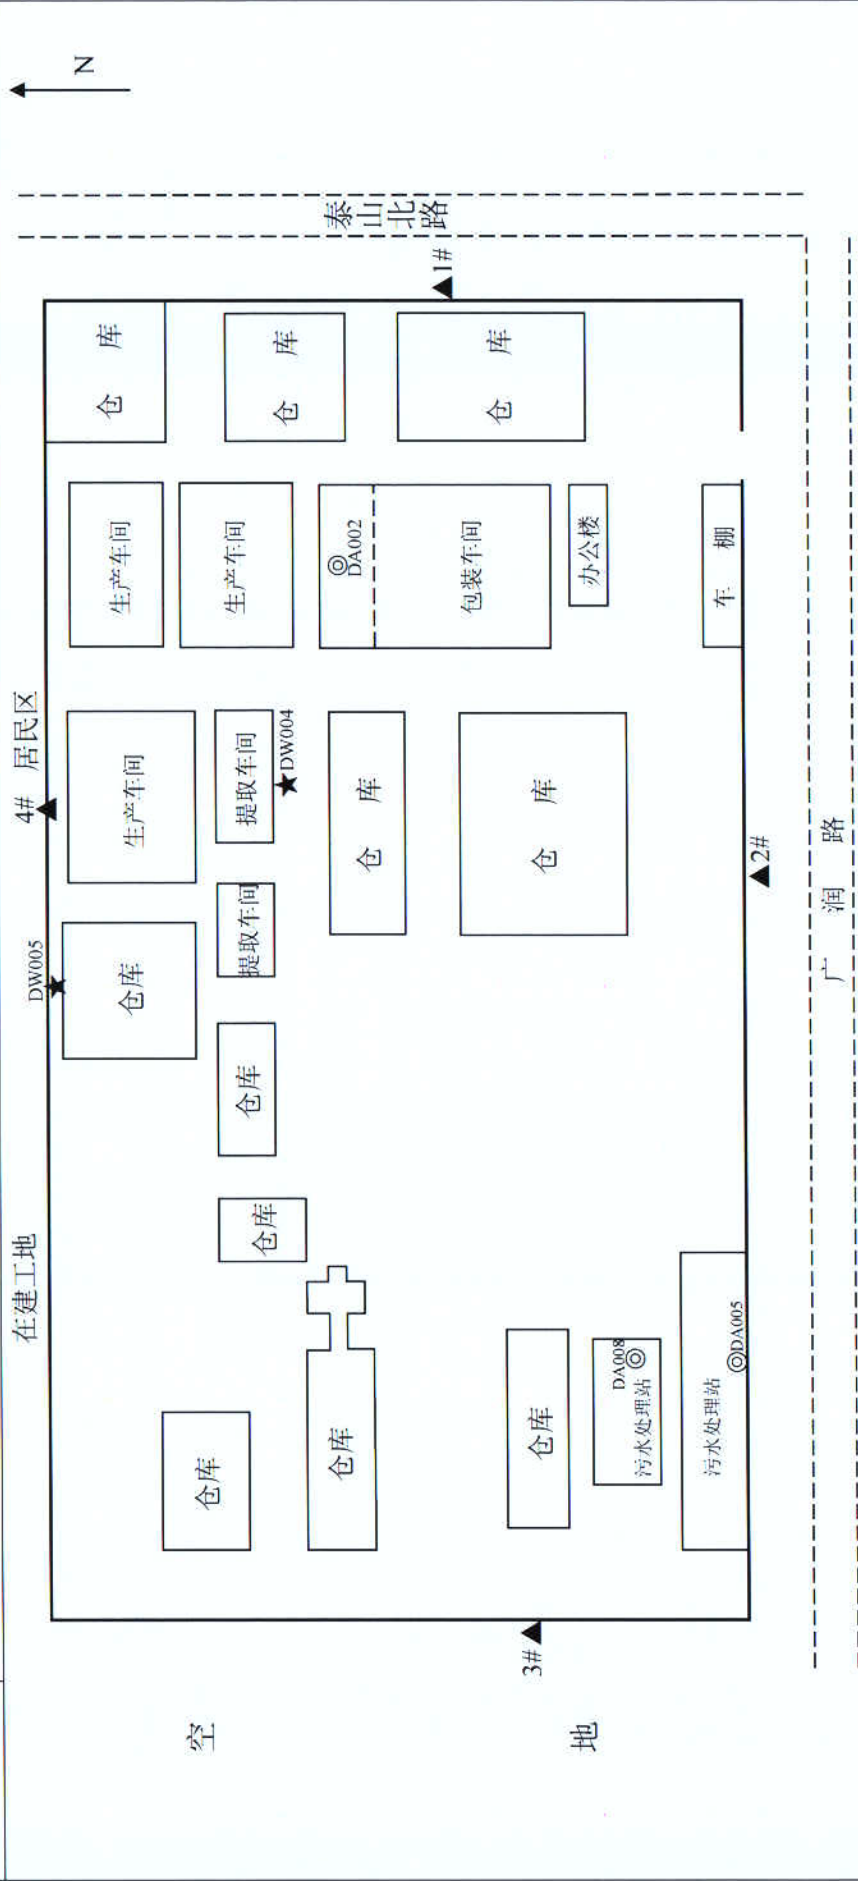 N
在建工地
4# 居民区
DW005
仓库
生产车间
生产车间
仓 库
仓库
仓库
仓库
提取车间
提取车间
DW004
生产车间
仓 库
空
地
仓库
仓 库
DA002
包装车间
泰山北路
1#
3#
仓库
仓 库
仓 库
办公楼
DA008
污水处理站
污水处理站
DA005
车 棚
2#
广 润 路